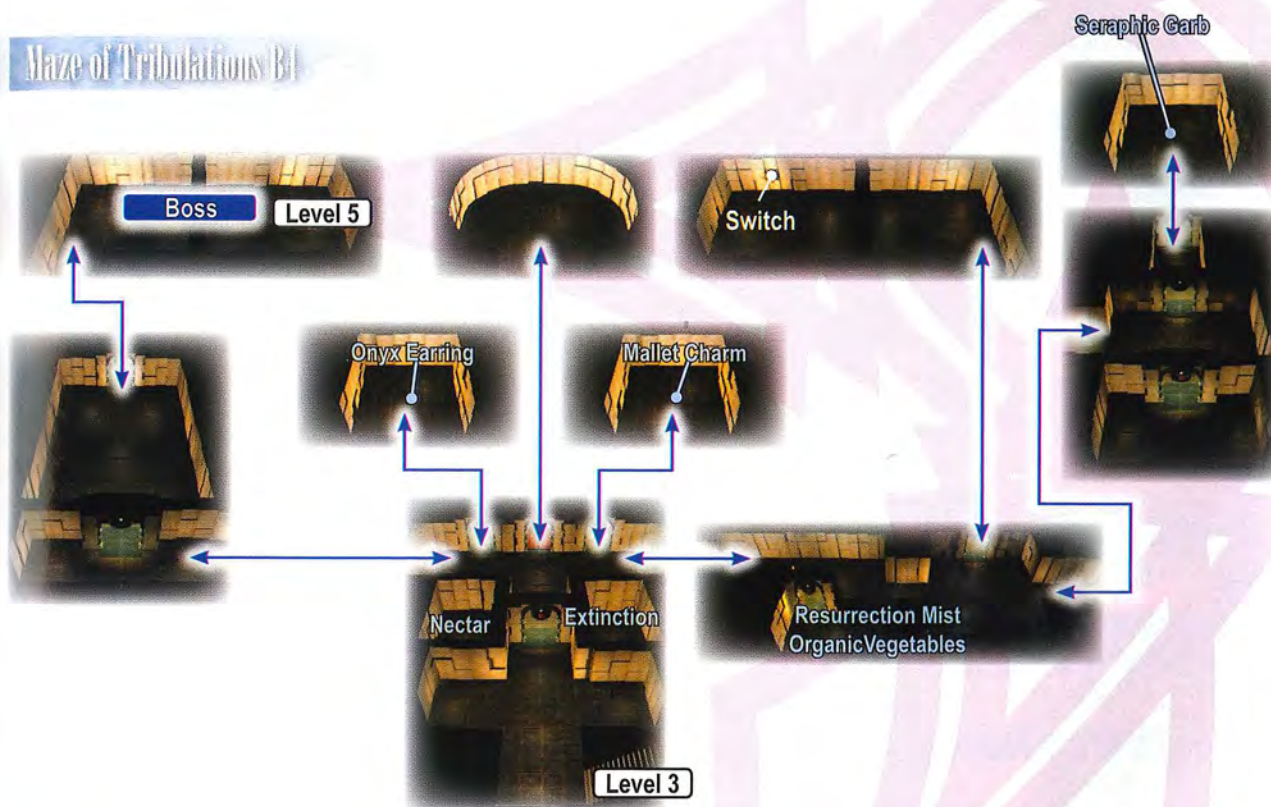 Seraphic Garb
Maze of Tribulations B4
Boss
Level 5
Switch
Onyx Earring
Mallet Charm
Nectar
Extinction
Resurrection Mist
OrganicVegetables
Level 3